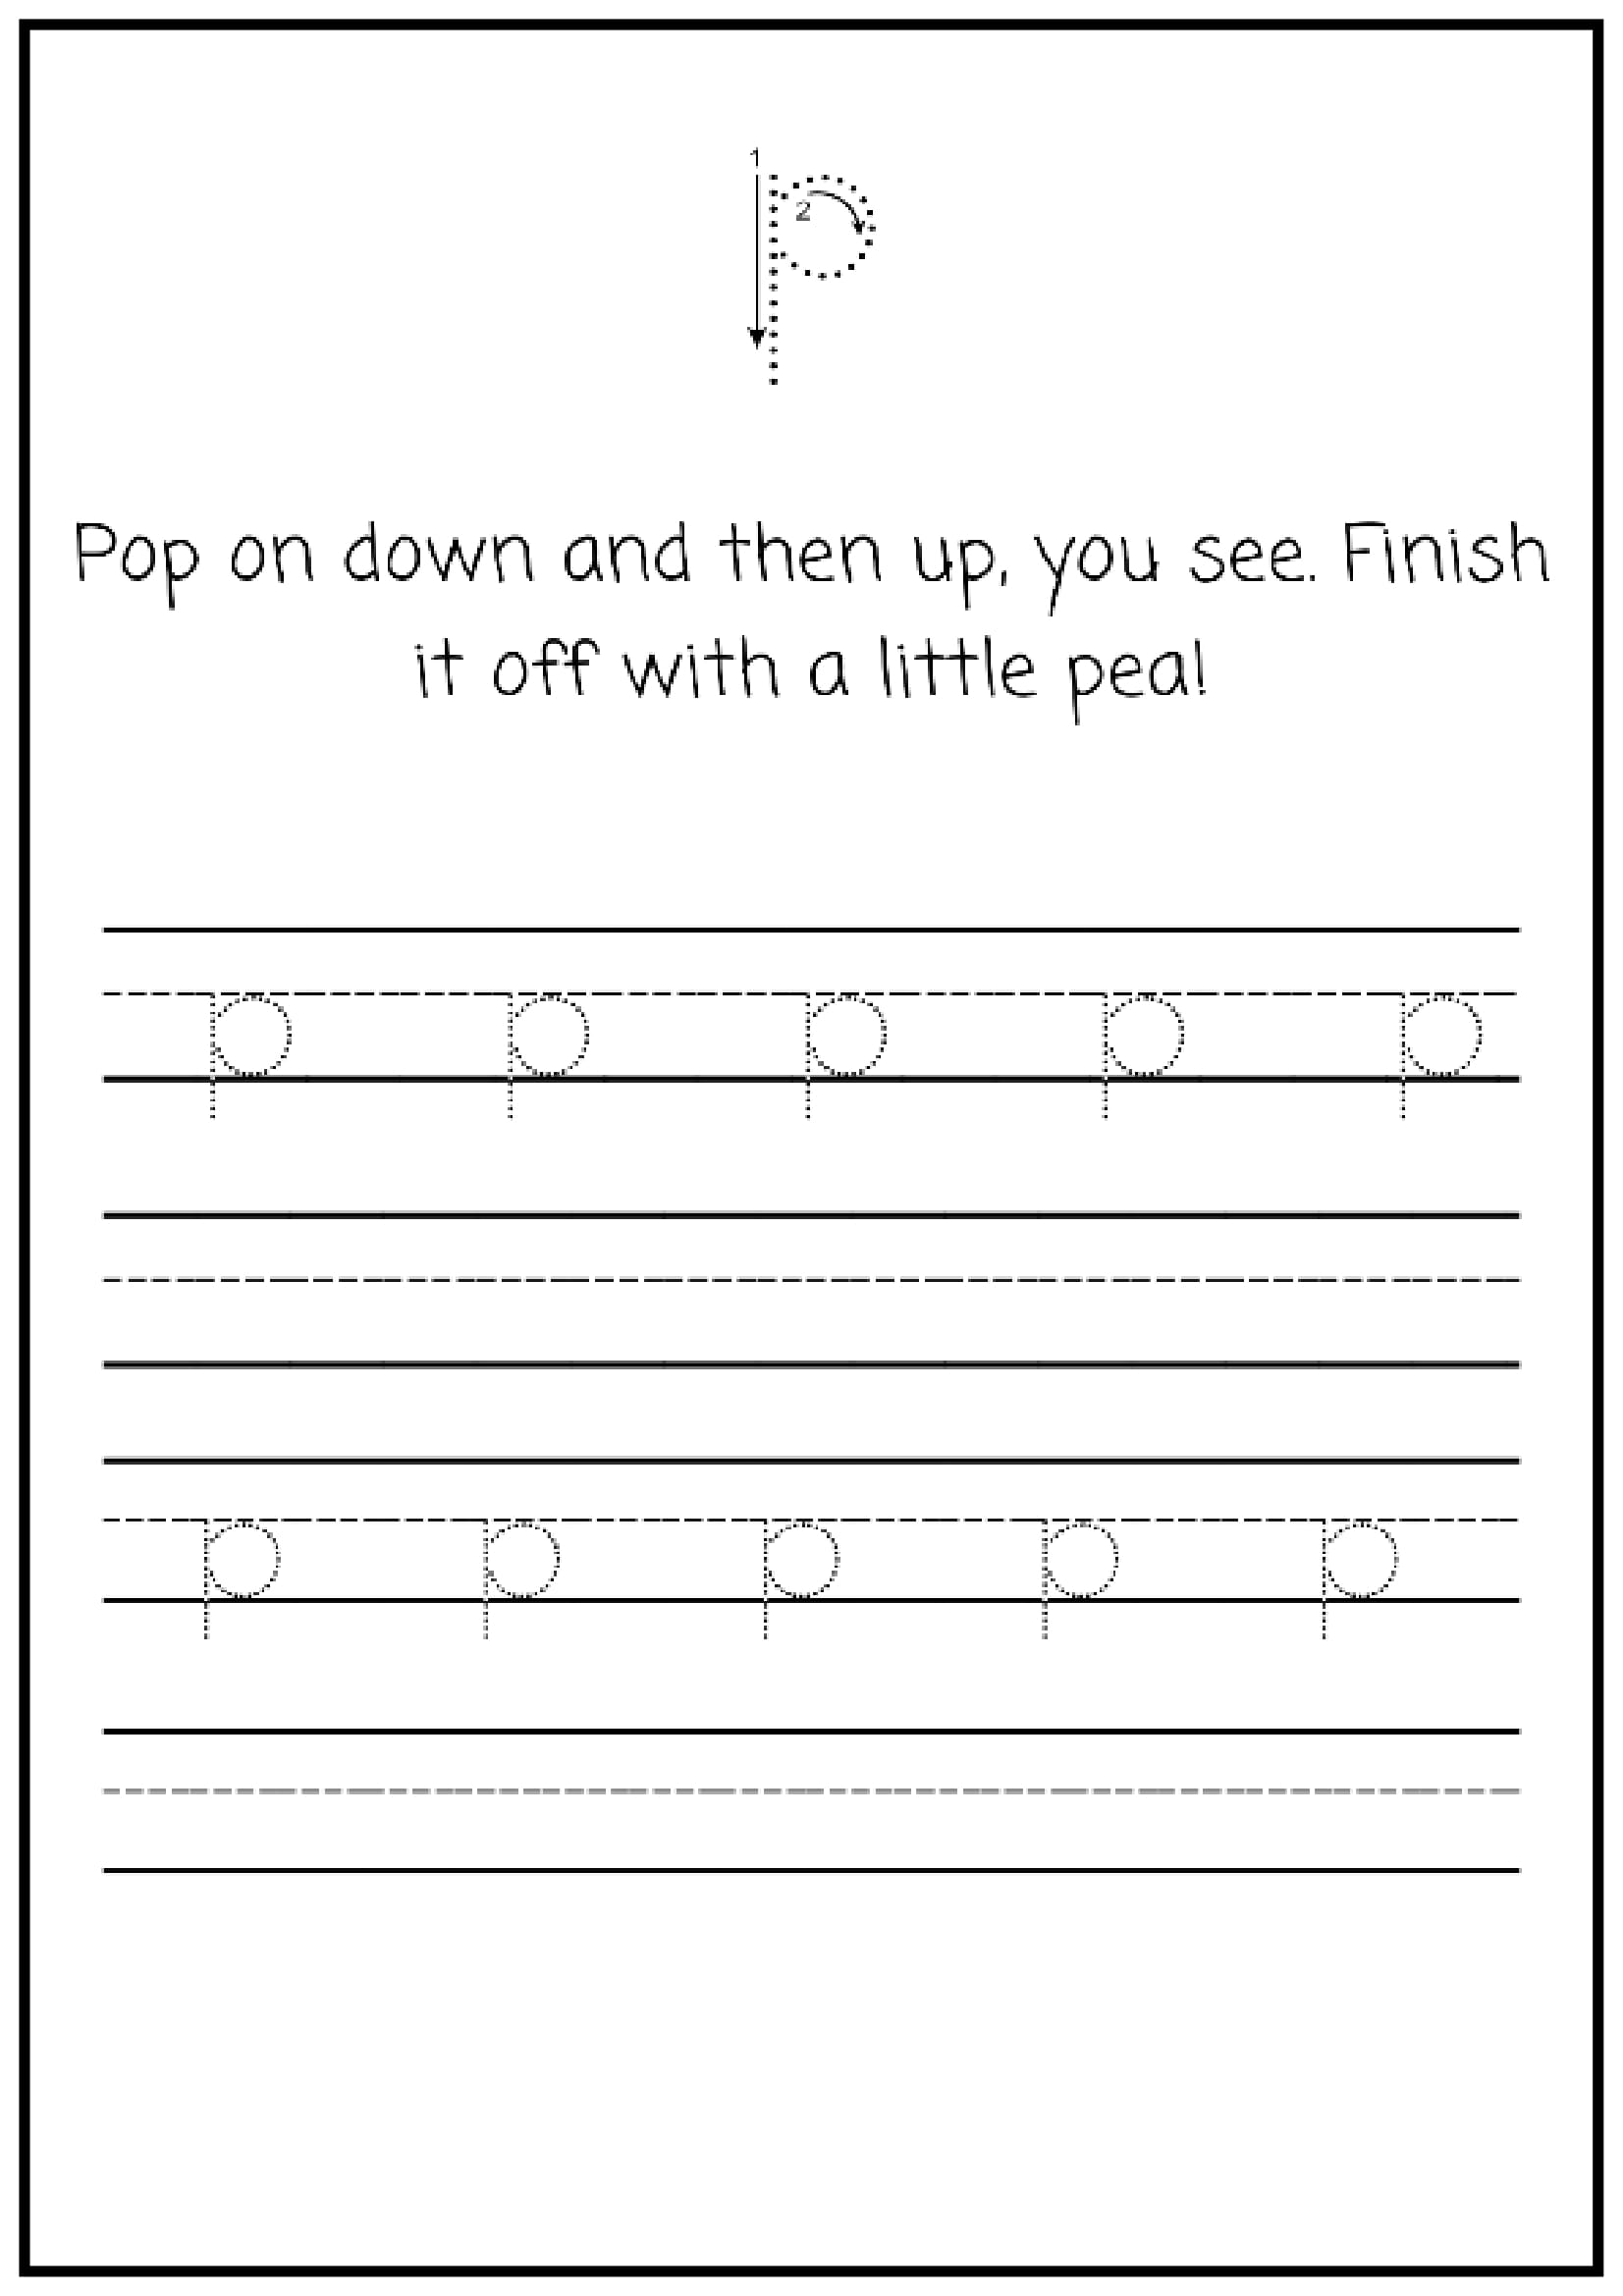 1
2
p
Pop on down and then up, you see. Finish
it off with a little pea!
p p p p p
p p p p p